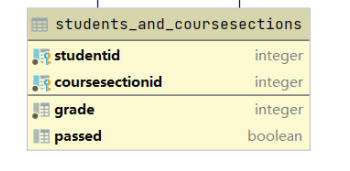 students_and_coursesections
studentid integer
coursesectionid integer
grade integer
passed boolean